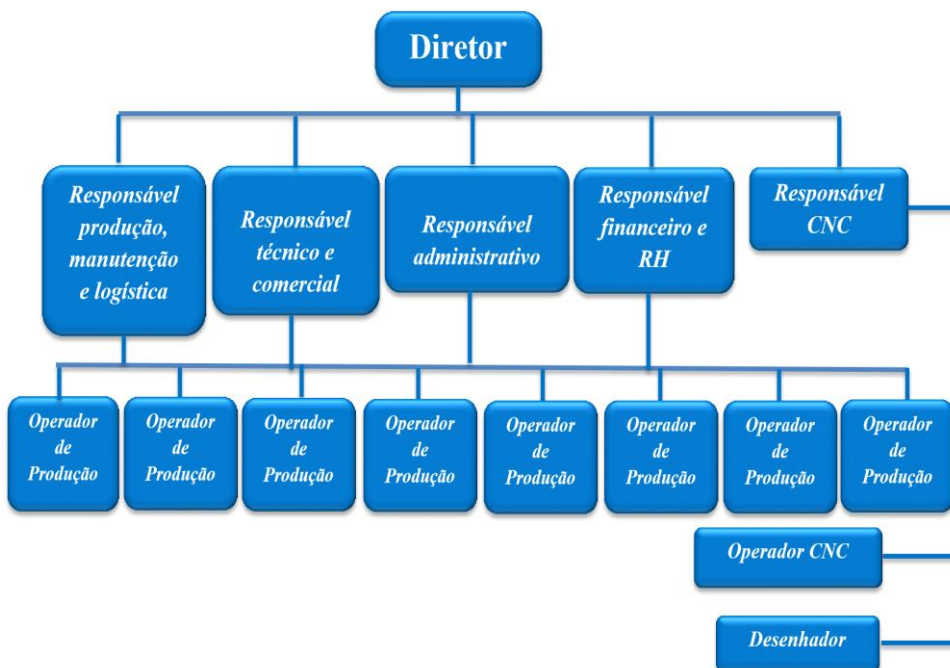 Diretor
Responsável
produção,
manutenção
e logística
Responsável
técnico e
comercial
Responsável
administrativo
Responsável
financeiro e
RH
Responsável
CNC
Operador
de
Produção
Operador
de
Produção
Operador
de
Produção
Operador
de
Produção
Operador
de
Produção
Operador
de
Produção
Operador
de
Produção
Operador
de
Produção
Operador CNC
Desenhador